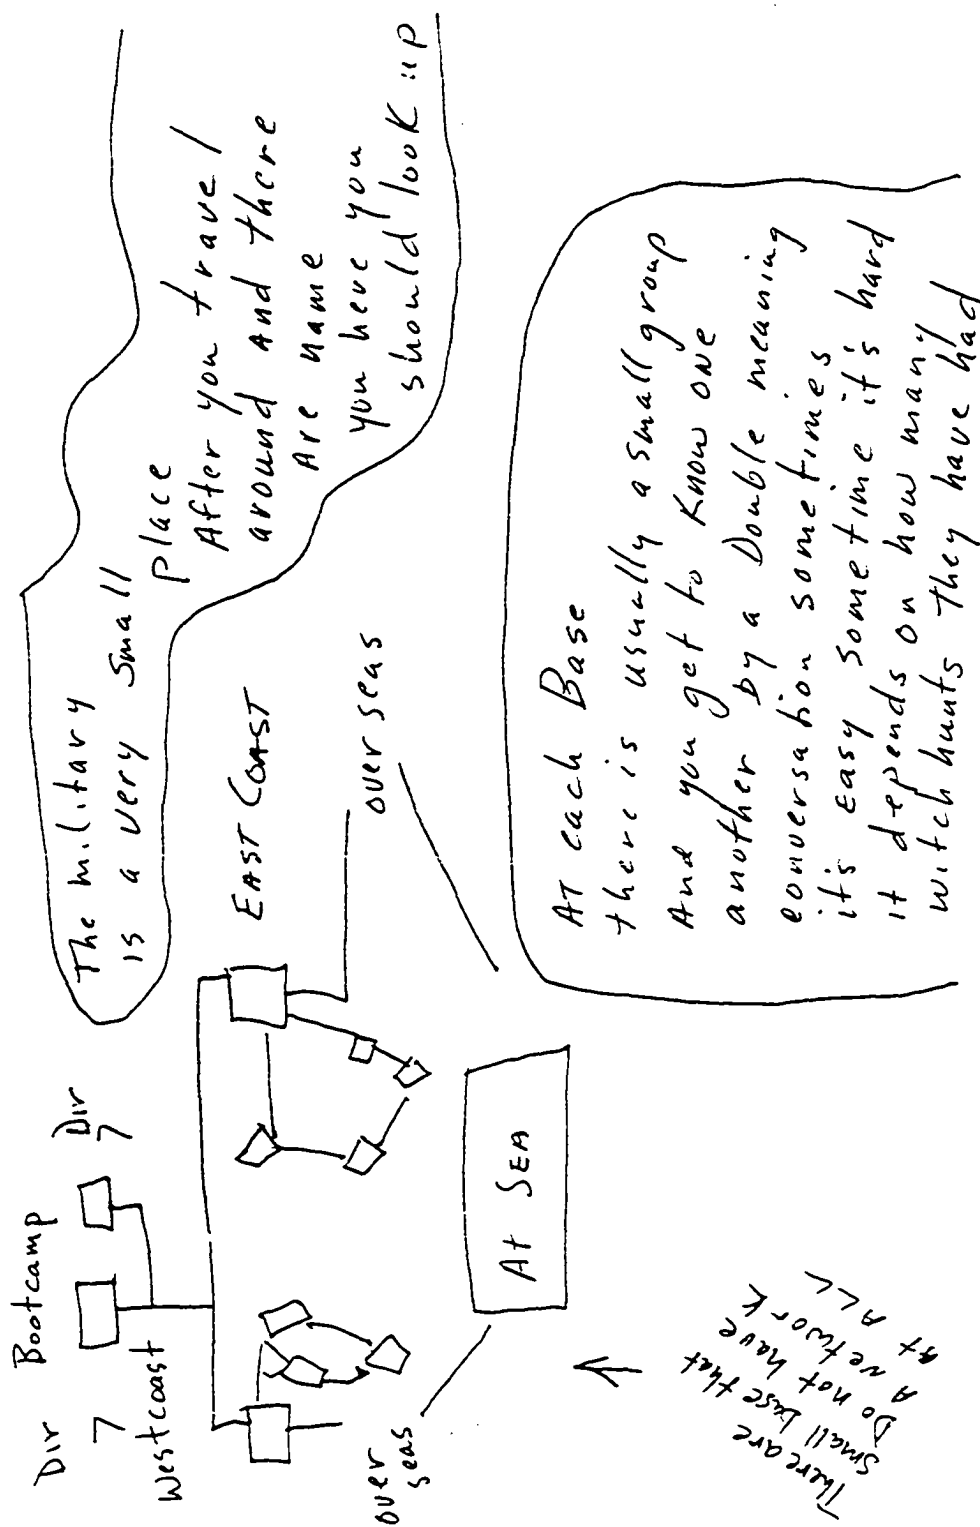 Dir
7
Bootcamp
Dir
7
Westcoast
EAST COAST
over
seas
over seas
At SEA
The military
is a very small
place
After you travel
around And there
Are name
you here you
should look up
AT each Base
there is usually a small group
And you get to Know one
another by a Double meaning
conversation sometimes
it's easy some time it's hard
it depends on how many
witch hunts they have had
There are
small base that
Do not have
A network
at ALL